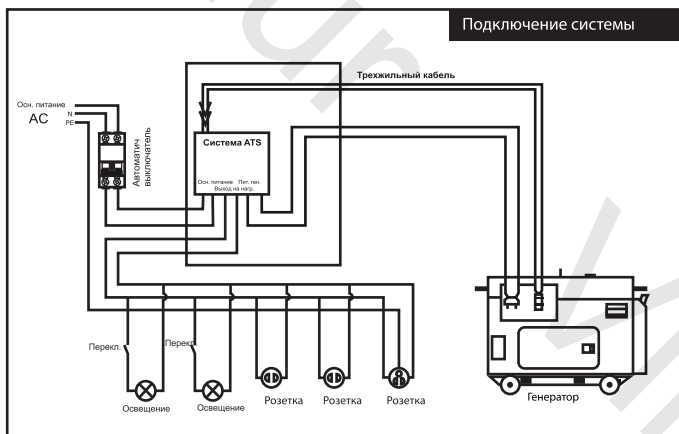 Подключение системы
Трехжильный кабель
Осн. питание
N
AC
PE
Автоматич
выключатель
Система ATS
Осн. питание Пит. ген.
Выход на нагр.
Перекл.
Перекл
Освещение
Освещение
Розетка
Розетка
Розетка
Генератор